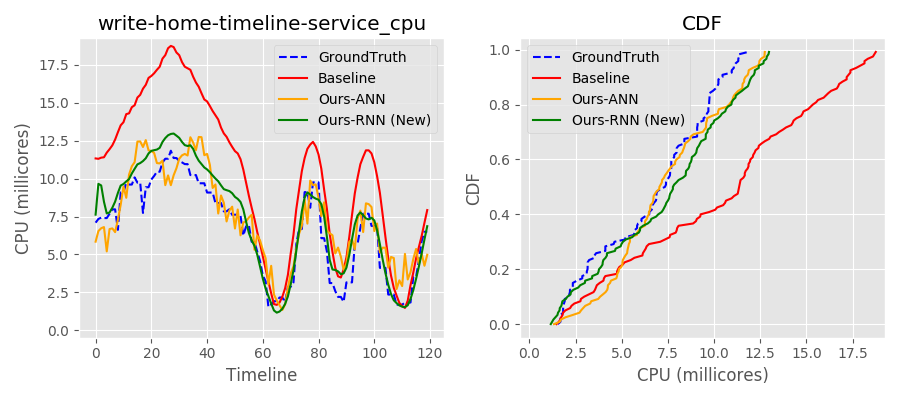 write-home-timeline-service_cpu
GroundTruth
Baseline
Ours-ANN
Ours-RNN (New)
CPU (millicores)
17.5
15.0
12.5
10.0
7.5
5.0
2.5
0.0
0 20 40 60 80 100 120
Timeline
CDF
GroundTruth
Baseline
Ours-ANN
Ours-RNN (New)
CDF
1.0
0.8
0.6
0.4
0.2
0.0
0.0 2.5 5.0 7.5 10.0 12.5 15.0 17.5
CPU (millicores)